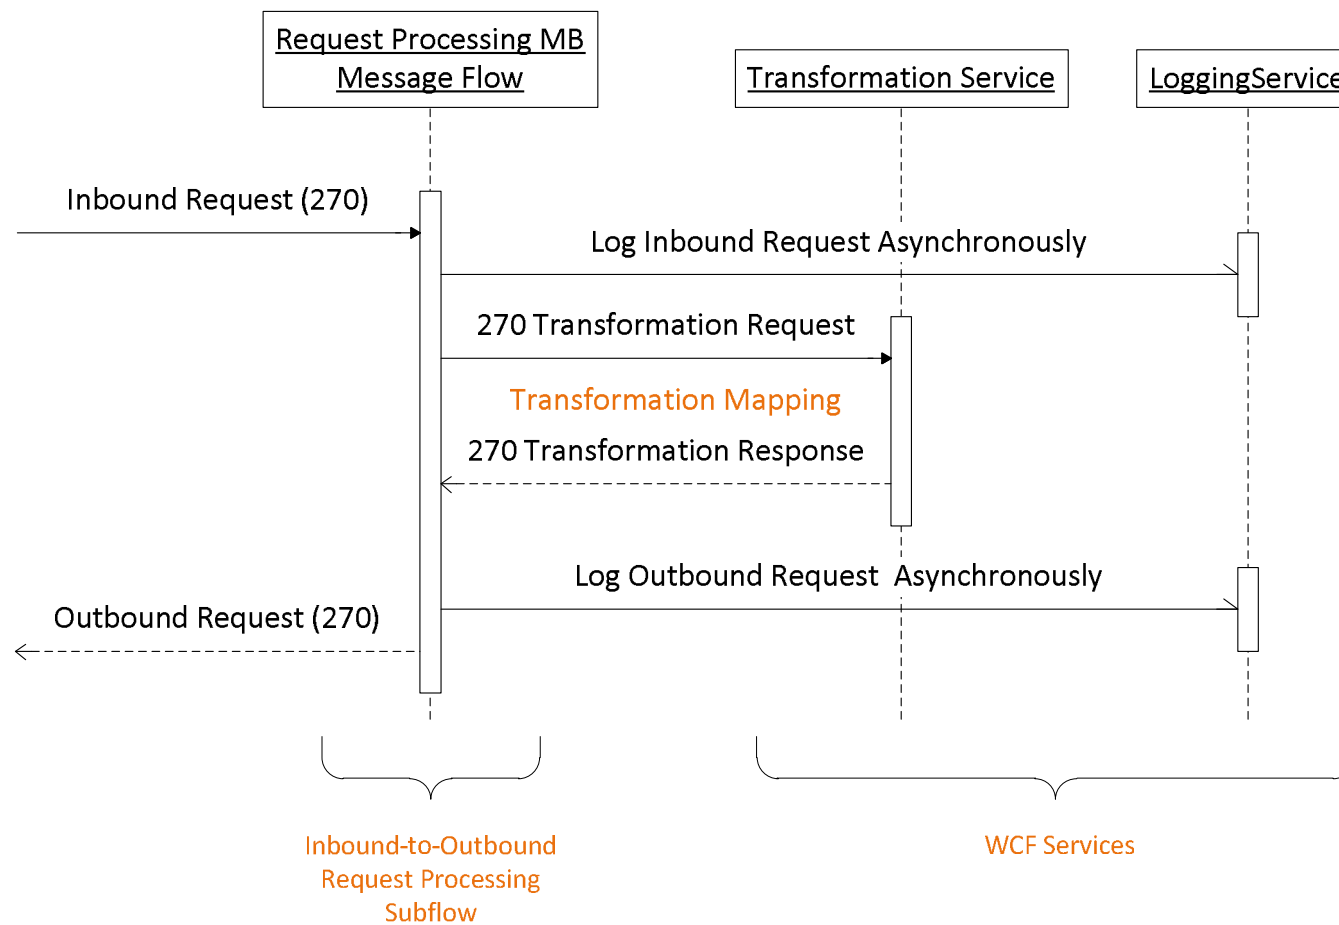 Request Processing MB
Message Flow
Transformation Service
LoggingService
Inbound Request (270)
Log Inbound Request Asynchronously
270 Transformation Request
Transformation Mapping
270 Transformation Response
Log Outbound Request  Asynchronously
Outbound Request (270)
Inbound-to-Outbound
Request Processing
Subflow
WCF Services